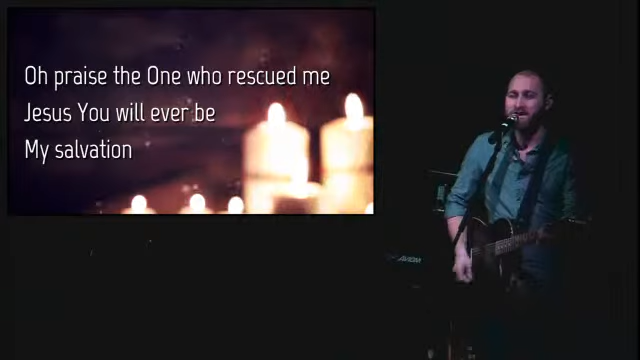 Oh praise the One who rescued me
Jesus You will ever be
My salvation